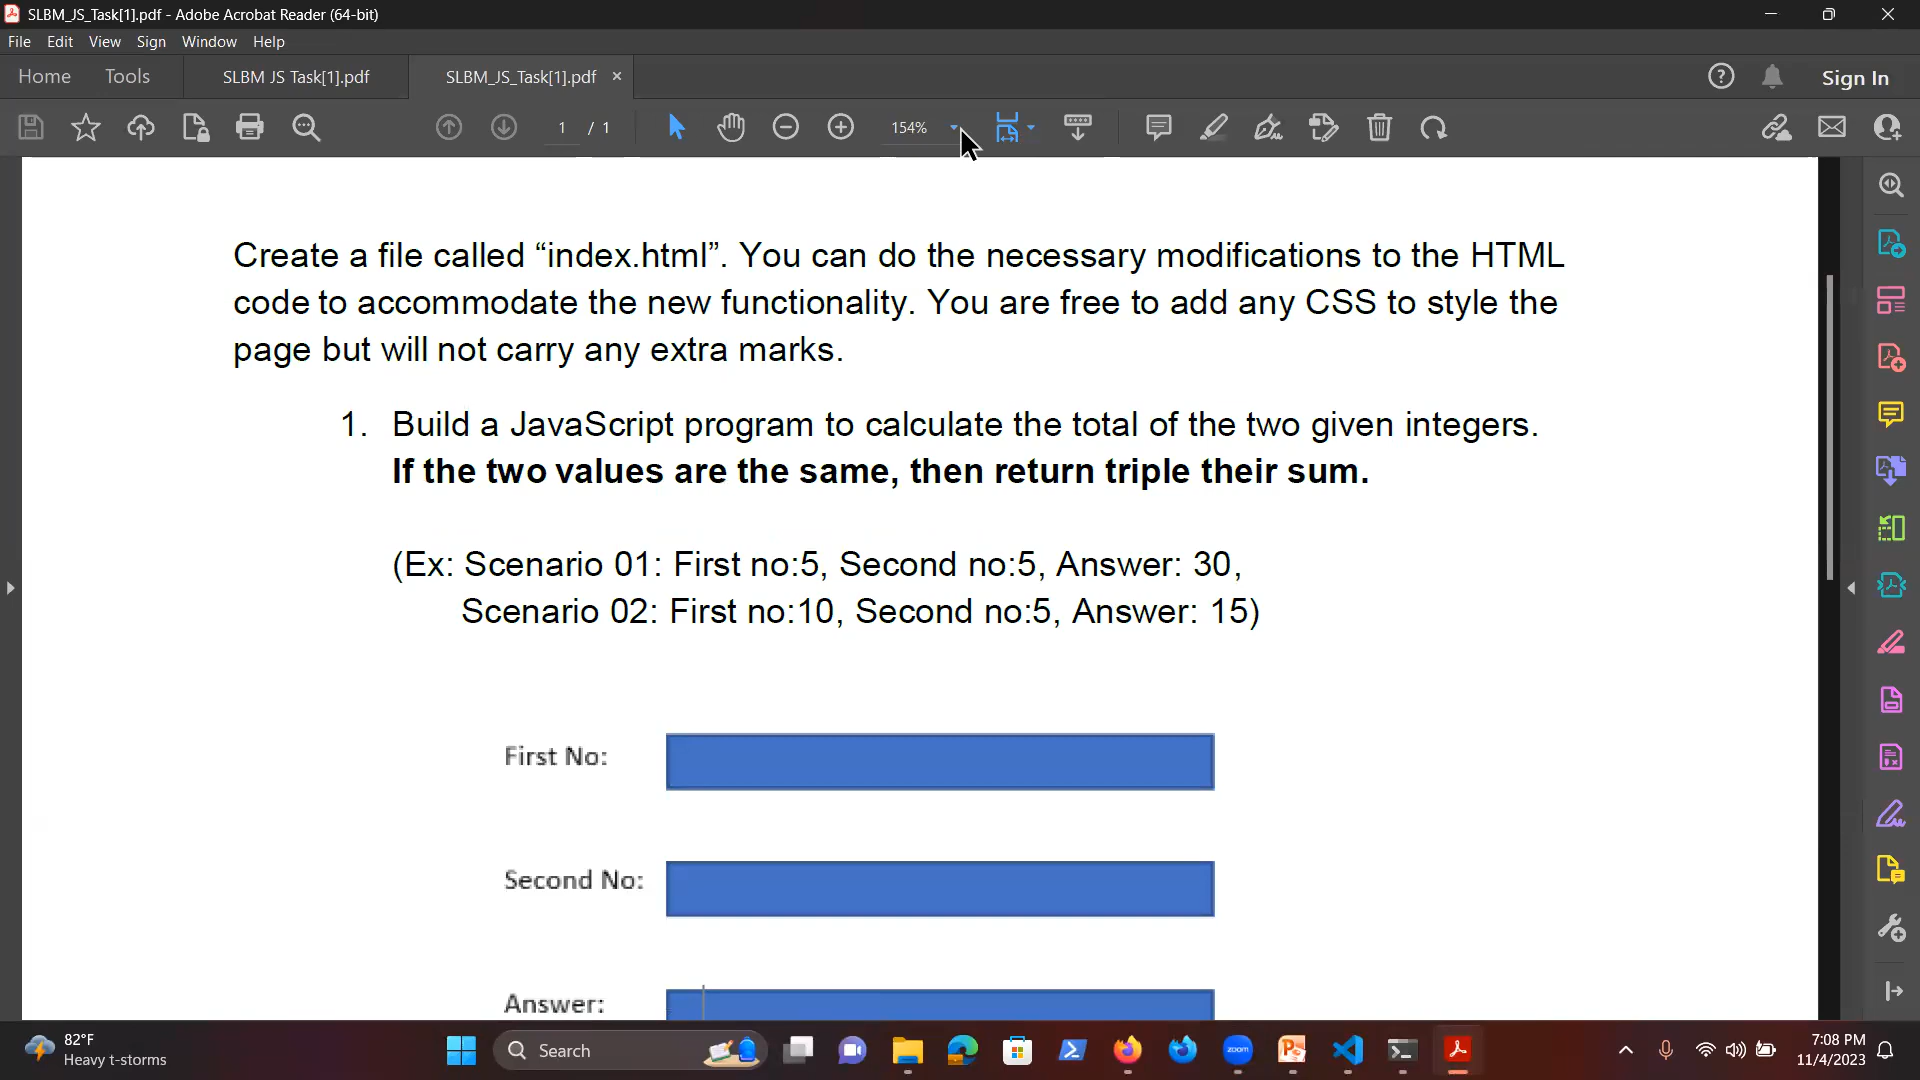 SLBM_JS_Task[1].pdf - Adobe Acrobat Reader (64-bit)
File Edit View Sign Window Help
Home Tools SLBM JS Task[1].pdf SLBM_JS_Task[1].pdf × Sign In
1 / 1 154%
Create a file called “index.html”. You can do the necessary modifications to the HTML
code to accommodate the new functionality. You are free to add any CSS to style the
page but will not carry any extra marks.
1. Build a JavaScript program to calculate the total of the two given integers.
If the two values are the same, then return triple their sum.
(Ex: Scenario 01: First no:5, Second no:5, Answer: 30,
Scenario 02: First no:10, Second no:5, Answer: 15)
First No:
Second No:
Answer:
82°F
Heavy t-storms
Search
zoom
7:08 PM
11/4/2023